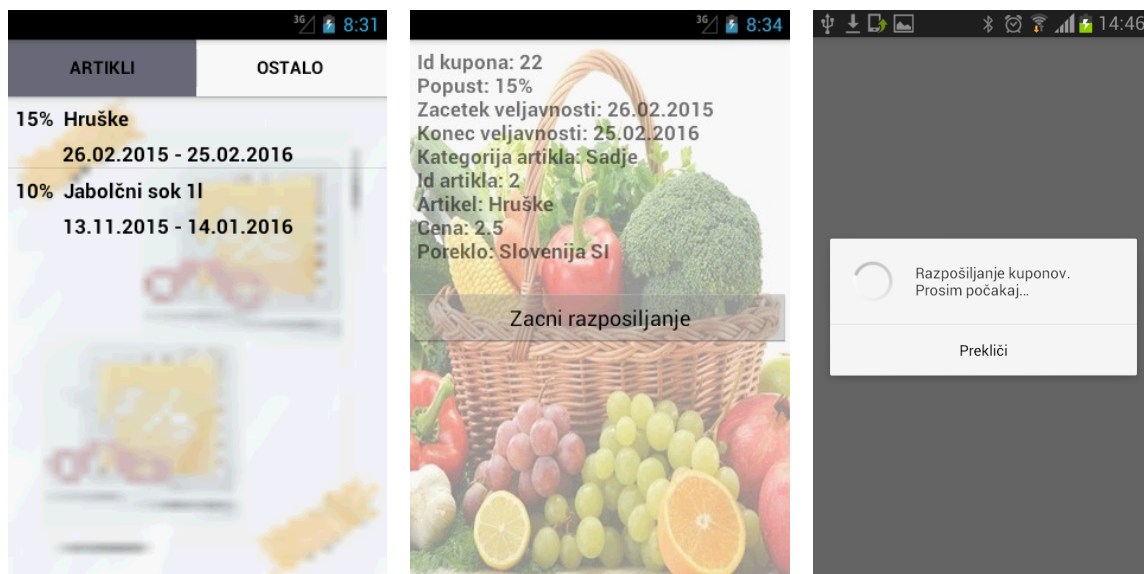 3G 8:31
ARTIKLI OSTALO
15% Hruške
26.02.2015 - 25.02.2016
10% Jabolčni sok 1l
13.11.2015 - 14.01.2016
3G 8:34
Id kupona: 22
Popust: 15%
Zacetek veljavnosti: 26.02.2015
Konec veljavnosti: 25.02.2016
Kategorija artikla: Sadje
Id artikla: 2
Artikel: Hruške
Cena: 2.5
Poreklo: Slovenija SI
Zacni razposiljanje
14:46
Razpošiljanje kuponov.
Prosim počakaj...
Prekliči